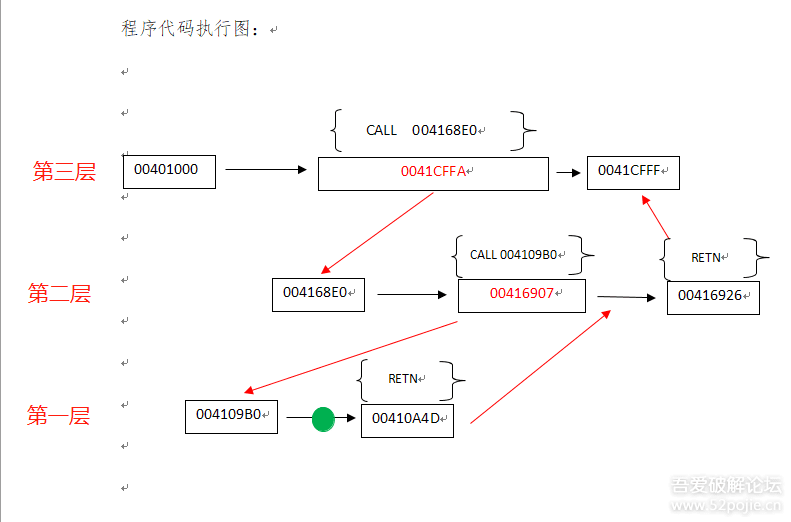 程序代码执行图：
CALL 004168E0
第三层 00401000 0041CFFA 0041CFFF
CALL 004109B0 RETN
第二层 004168E0 00416907 00416926
RETN
第一层 004109B0 00410A4D
吾爱破解论坛
www.52pojie.cn